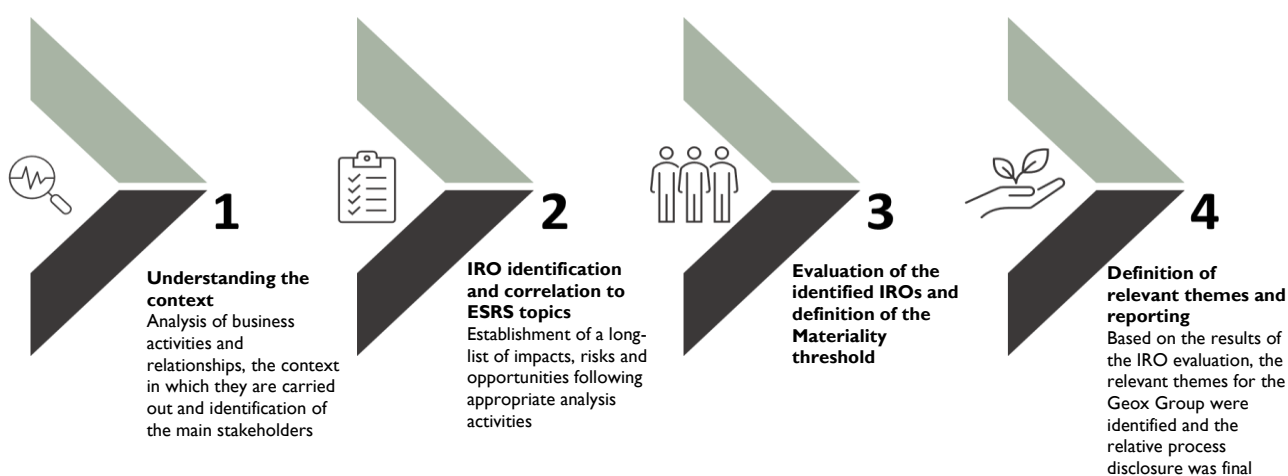 1
Understanding the
context
Analysis of business
activities and
relationships, the context
in which they are carried
out and identification of
the main stakeholders
2
IRO identification
and correlation to
ESRS topics
Establishment of a long-
list of impacts, risks and
opportunities following
appropriate analysis
activities
3
Evaluation of the
identified IROs and
definition of the
Materiality
threshold
4
Definition of
relevant themes and
reporting
Based on the results of
the IRO evaluation, the
relevant themes for the
Geox Group were
identified and the
relative process
disclosure was final